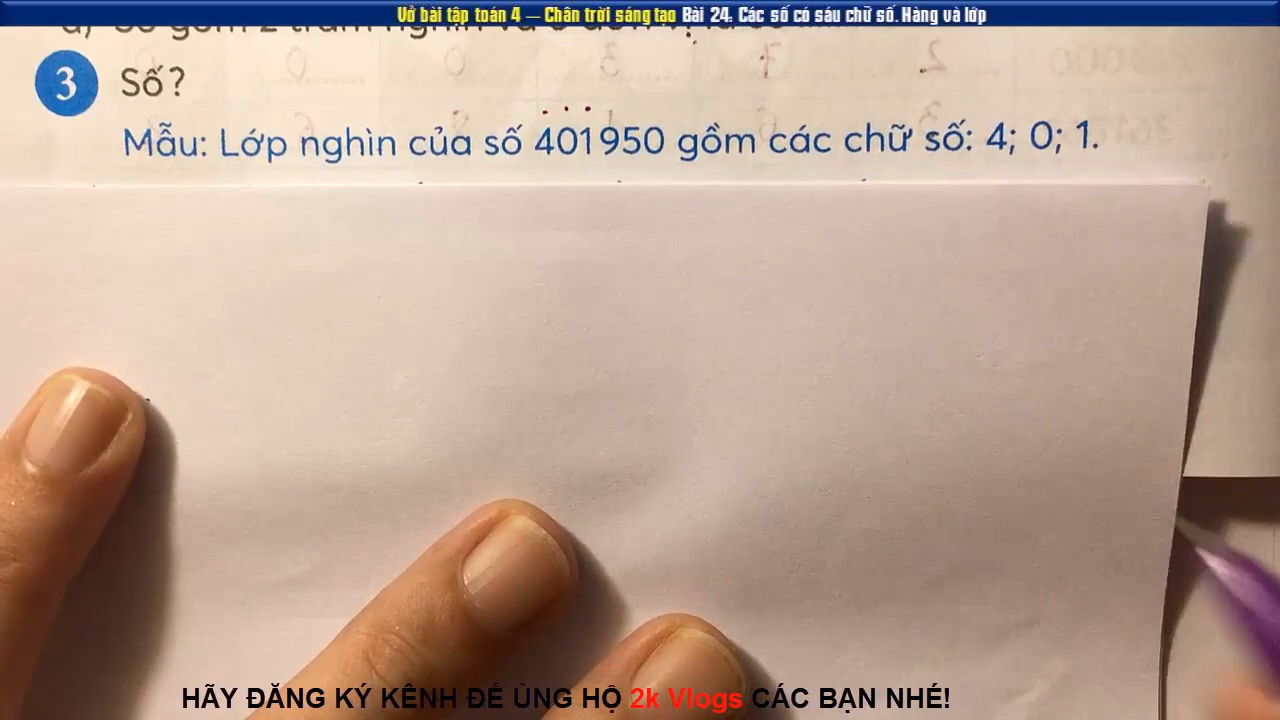 Vở bài tập toán 4 – Chân trời sáng tạo Bài 24. Các số có sáu chữ số. Hàng và lớp
3 Số?
Mẫu: Lớp nghìn của số 401950 gồm các chữ số: 4; 0; 1.
HÃY ĐĂNG KÝ KÊNH ĐỂ ỦNG HỘ 2k Vlogs CÁC BẠN NHÉ!